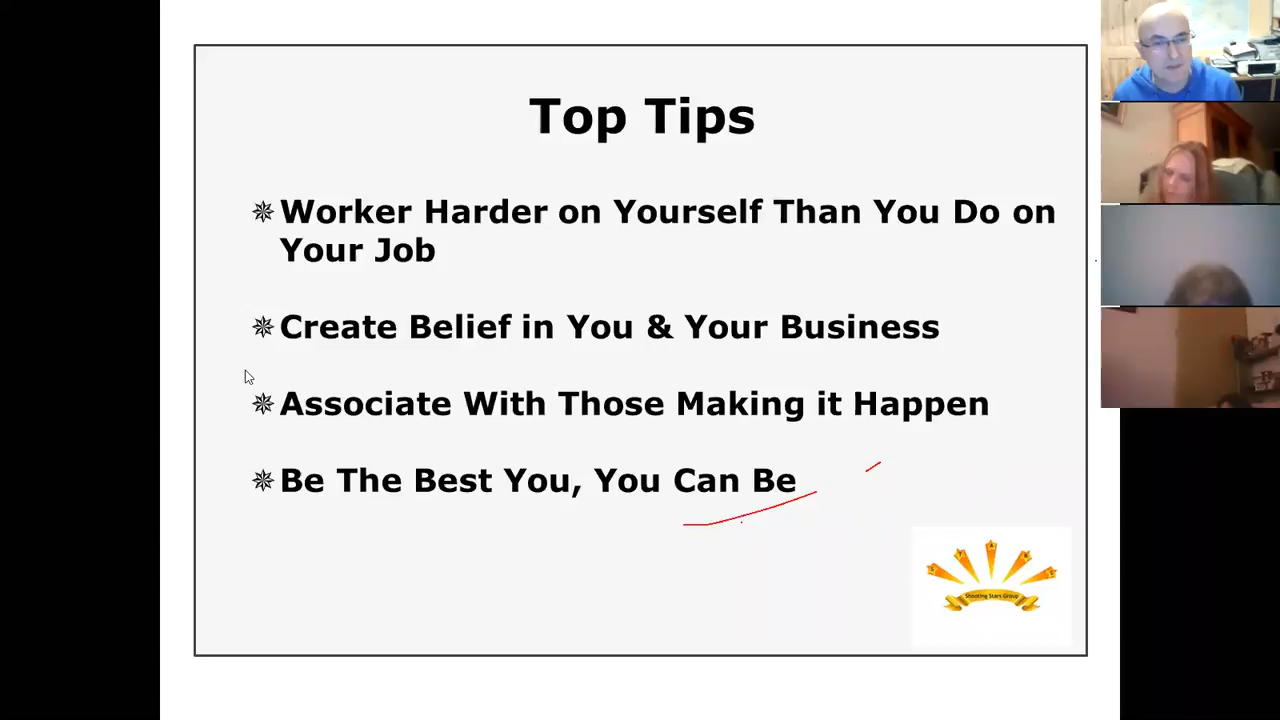 Top Tips
Worker Harder on Yourself Than You Do on
Your Job
Create Belief in You & Your Business
Associate With Those Making it Happen
Be The Best You, You Can Be
S T A R S
Shooting Stars Group